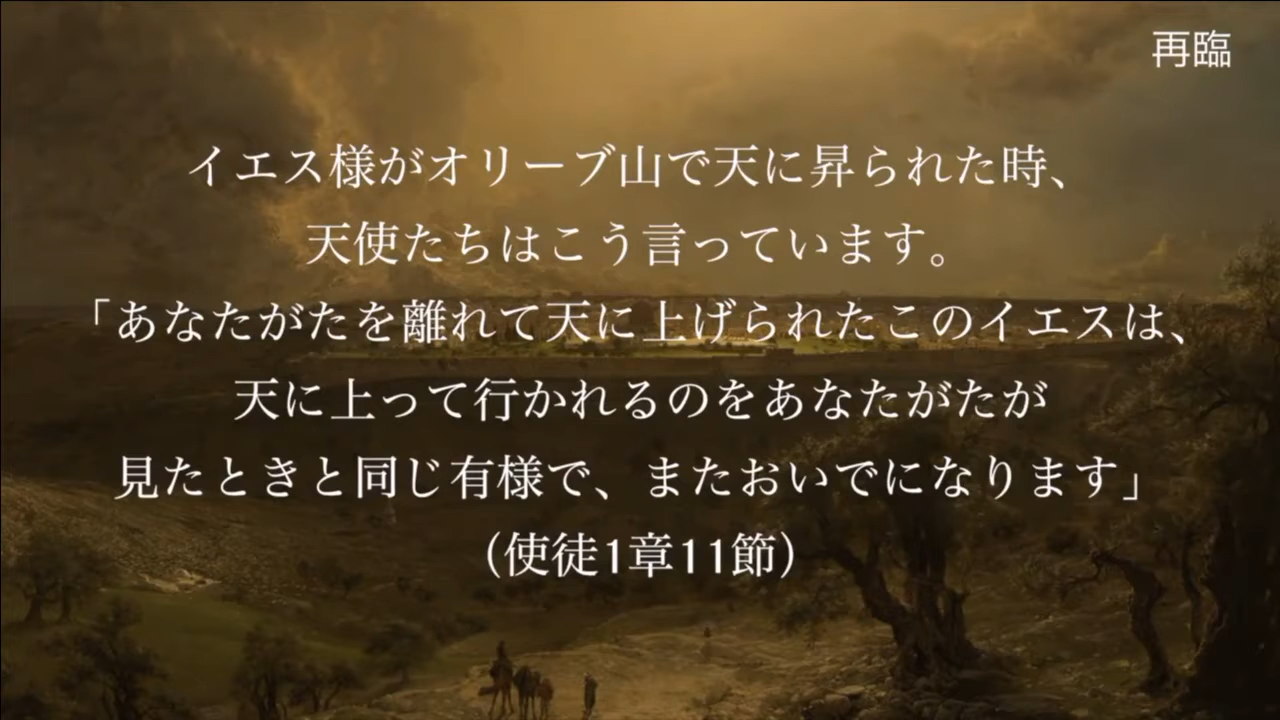 再臨
イエス様がオリーブ山で天に昇られた時、
天使たちはこう言っています。
「あなたがたを離れて天に上げられたこのイエスは、
天に上って行かれるのをあなたがたが
見たときと同じ有様で、またおいでになります」
（使徒1章11節）